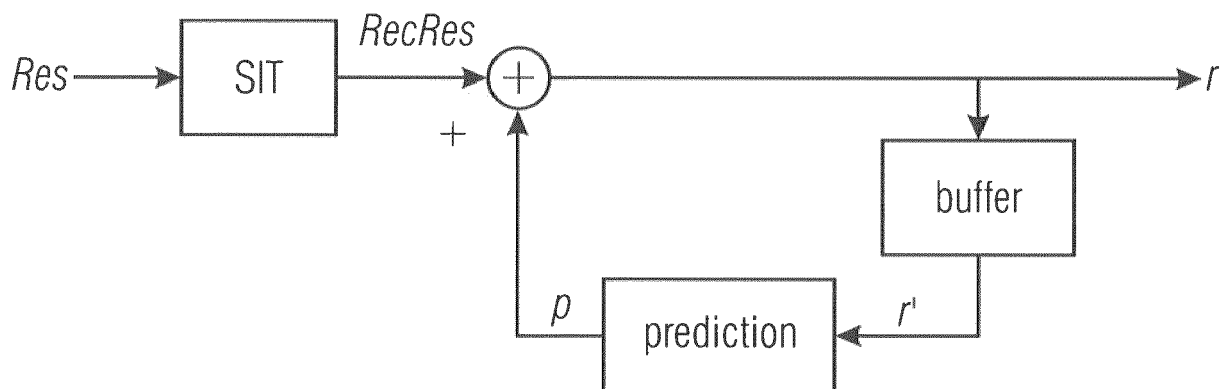 RecRes
Res
SIT
+
r
+
buffer
p
prediction
r'